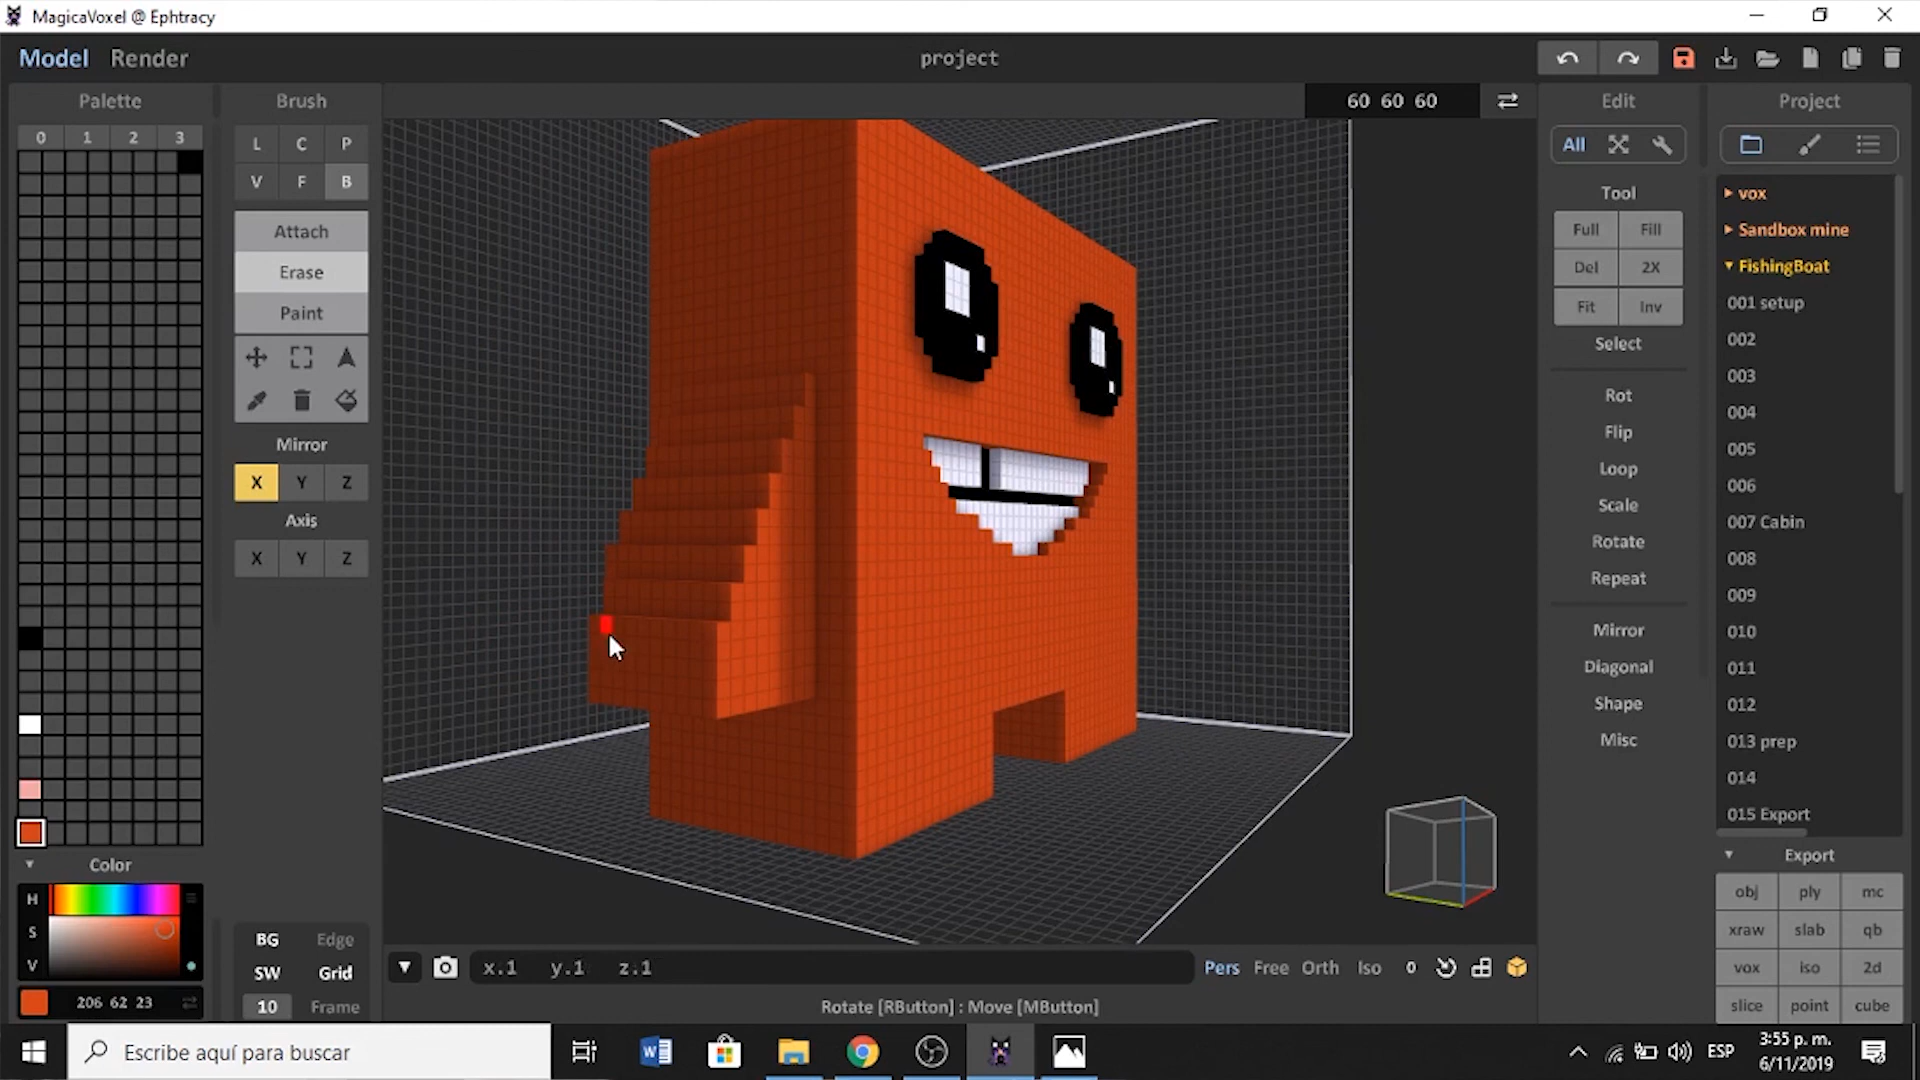 MagicaVoxel @ Ephtracy
Model Render
project
Palette
0 1 2 3
Brush
L C P
V F B
Attach
Erase
Paint
Mirror
X Y Z
Axis
X Y Z
Color
H
S
V
206 62 23
BG Edge
SW Grid
10 Frame
60 60 60
x.1 y.1 z.1
Pers Free Orth Iso 0
Rotate [RButton] : Move [MButton]
Edit
All
Tool
Full Fill
Del 2X
Fit Inv
Select
Rot
Flip
Loop
Scale
Rotate
Repeat
Mirror
Diagonal
Shape
Misc
Project
vox
Sandbox mine
FishingBoat
001 setup
002
003
004
005
006
007 Cabin
008
009
010
011
012
013 prep
014
015 Export
Export
obj ply mc
xraw slab qb
vox iso 2d
slice point cube
Escribe aquí para buscar
ESP
3:55 p. m.
6/11/2019